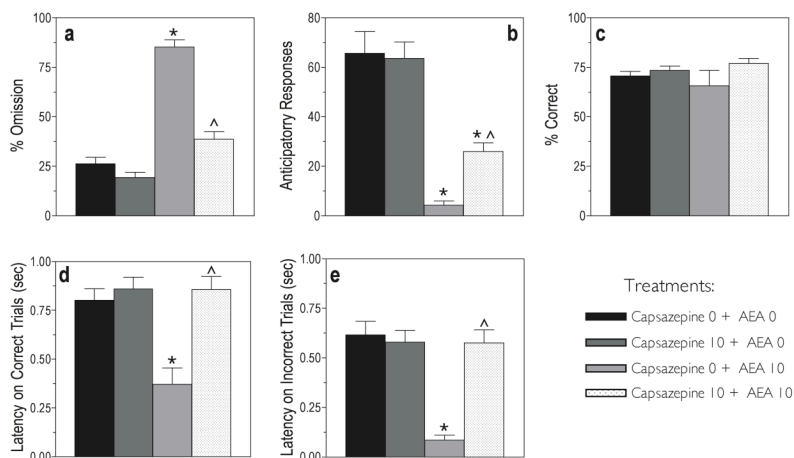 a
% Omission
100
75
50
25
0
*
^
b
Anticipatorry Responses
80
60
40
20
0
*
* ^
c
% Correct
100
75
50
25
0
d
Latency on Correct Trials (sec)
1.00
0.75
0.50
0.25
0.00
*
^
e
Latency on Incorrect Trials (sec)
1.00
0.75
0.50
0.25
0.00
*
^
Treatments:
Capsazepine 0 + AEA 0
Capsazepine 10 + AEA 0
Capsazepine 0 + AEA 10
Capsazepine 10 + AEA 10